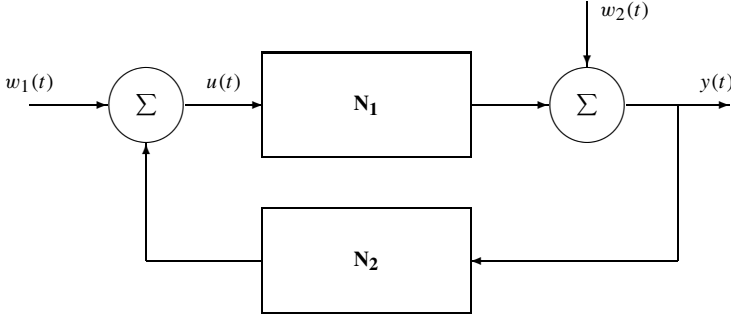 w₂(t)
w₁(t)
∑
u(t)
N₁
∑
y(t)
N₂